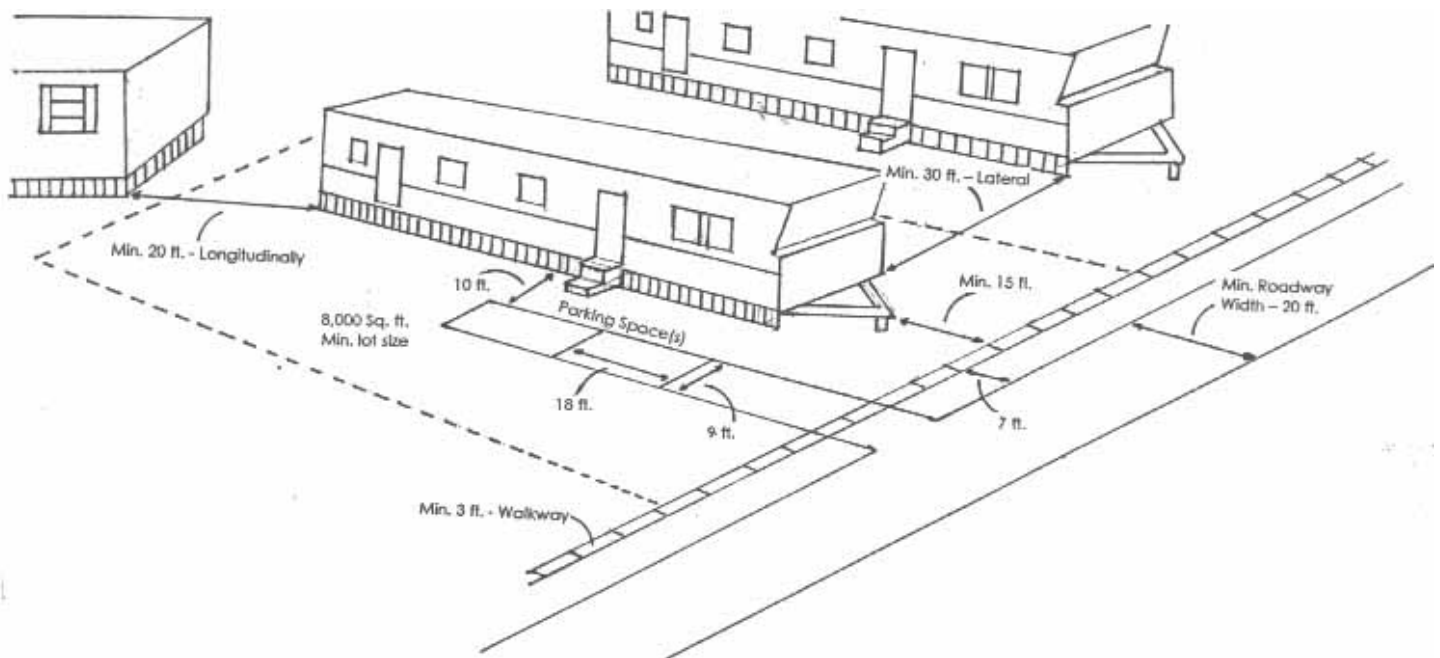 Min. 30 ft. – Lateral
Min. 20 ft. - Longitudinally
10 ft.
Parking Space(s)
Min. 15 ft.
Min. Roadway
Width – 20 ft.
8,000 Sq. ft.
Min. lot size
18 ft.
9 ft.
7 ft.
Min. 3 ft. - Walkway